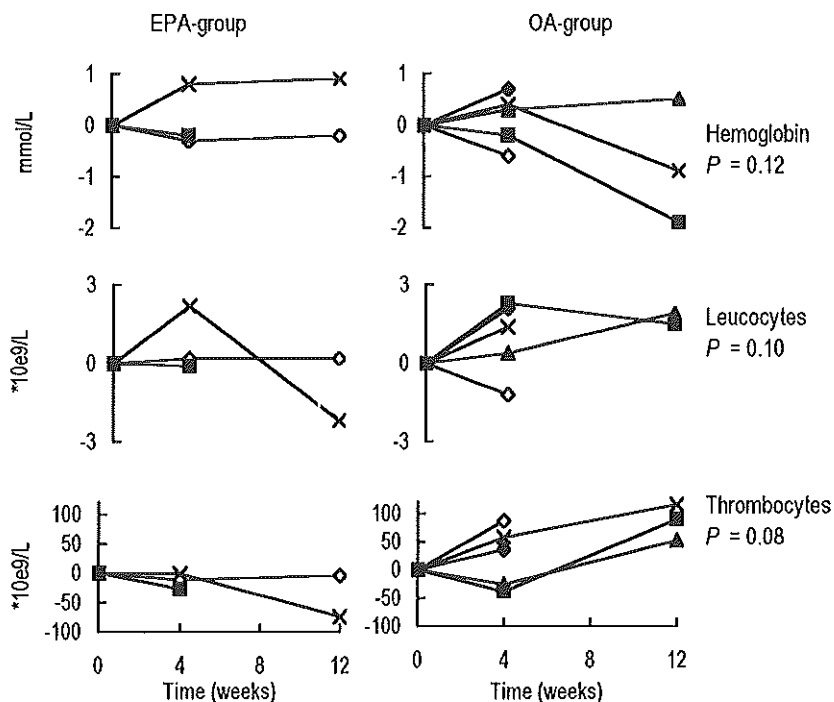 EPA-group
OA-group
mmol/L
1
0
-1
-2
1
0
-1
-2
Hemoglobin
P = 0.12
*10e9/L
3
0
-3
3
0
-3
Leucocytes
P = 0.10
*10e9/L
100
50
0
-50
-100
100
50
0
-50
-100
Thrombocytes
P = 0.08
0 4 12
0 4 12
Time (weeks)
Time (weeks)